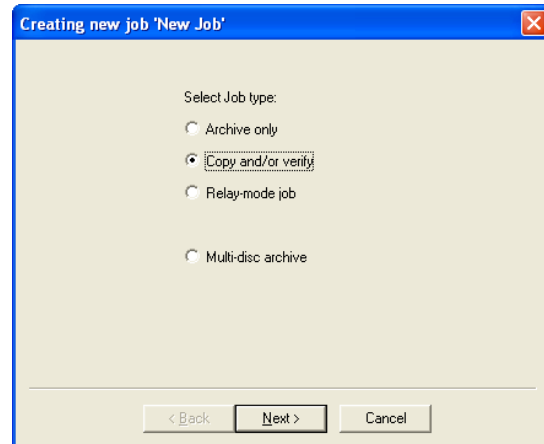 Creating new job 'New Job'
Select Job type:
Archive only
Copy and/or verify
Relay-mode job
Multi-disc archive
< Back Next > Cancel